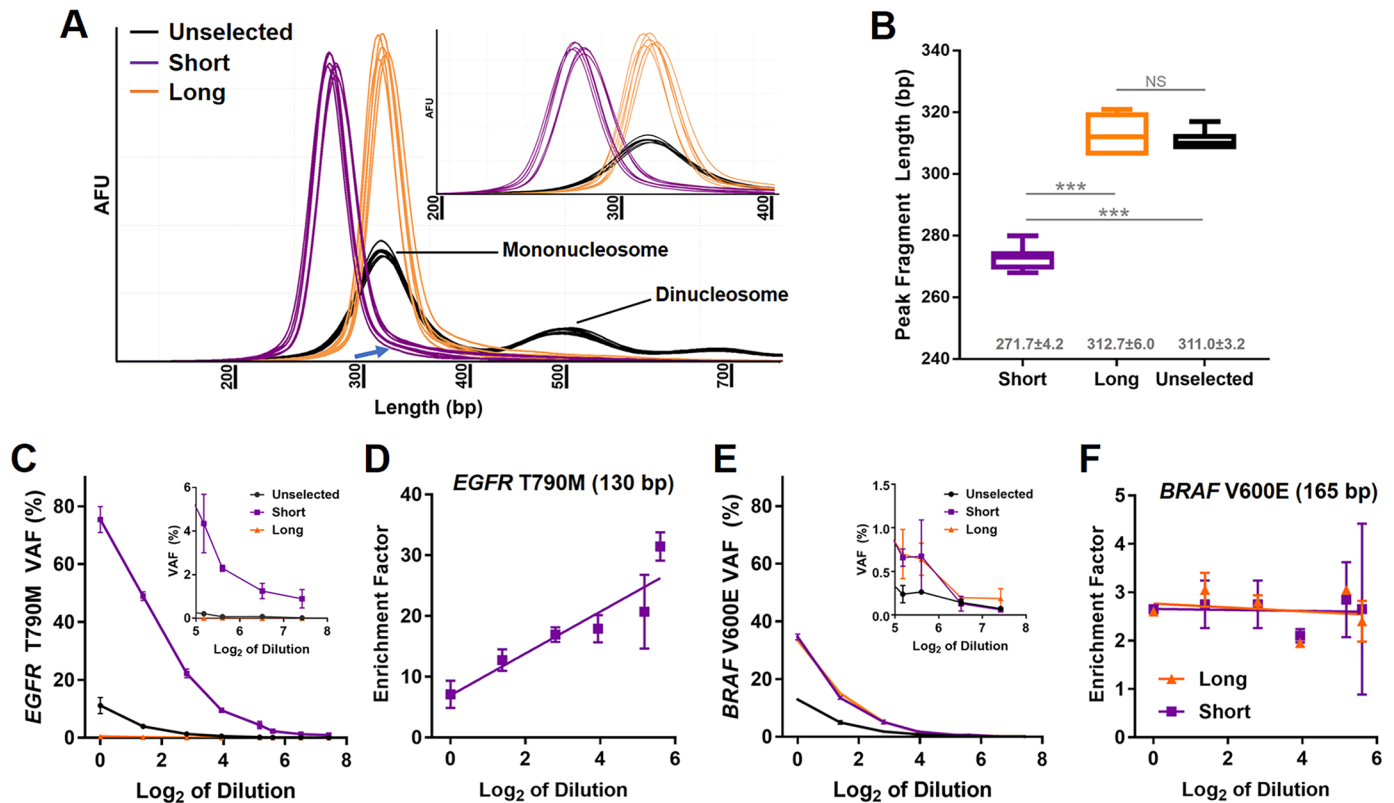 A
Unselected
Short
Long
AFU
AFU
200
300
400
Mononucleosome
Dinucleosome
200
300
400
500
700
Length (bp)
B
Peak Fragment Length (bp)
340
320
300
280
260
240
NS
***
***
271.7±4.2 312.7±6.0 311.0±3.2
Short Long Unselected
C
EGFR T790M VAF (%)
80
60
40
20
0
0 2 4 6 8
Log2 of Dilution
VAF (%)
6
4
2
0
5 6 7 8
Log2 of Dilution
Unselected
Short
Long
D
EGFR T790M (130 bp)
Enrichment Factor
40
30
20
10
0
0 2 4 6
Log2 of Dilution
E
BRAF V600E VAF (%)
80
60
40
20
0
0 2 4 6 8
Log2 of Dilution
VAF (%)
1.5
1.0
0.5
0.0
5 6 7 8
Log2 of Dilution
Unselected
Short
Long
F
BRAF V600E (165 bp)
Enrichment Factor
5
4
3
2
1
0
0 2 4 6
Log2 of Dilution
Long
Short